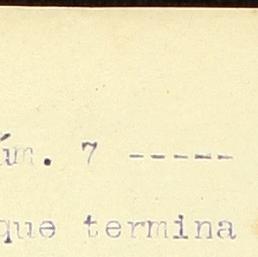 úm. 7 -----
que termina